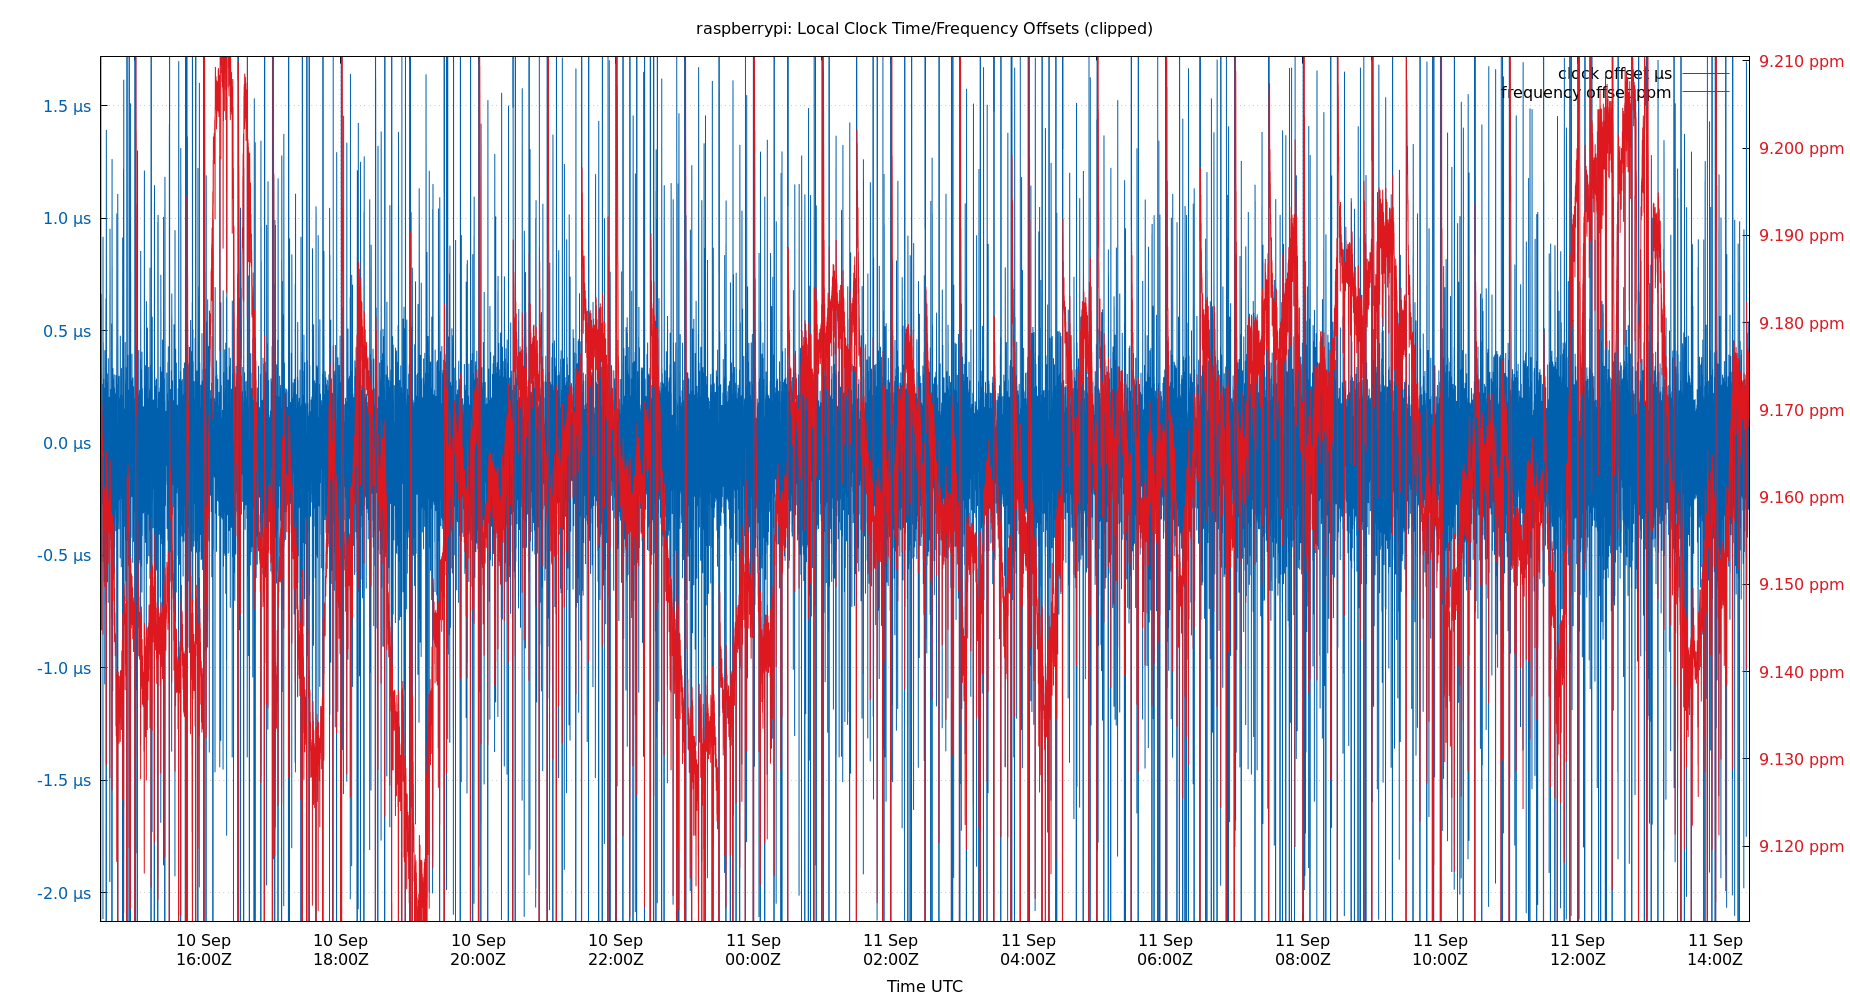 raspberrypi: Local Clock Time/Frequency Offsets (clipped)
clock offset µs
frequency offset ppm
1.5 µs
1.0 µs
0.5 µs
0.0 µs
-0.5 µs
-1.0 µs
-1.5 µs
-2.0 µs
9.210 ppm
9.200 ppm
9.190 ppm
9.180 ppm
9.170 ppm
9.160 ppm
9.150 ppm
9.140 ppm
9.130 ppm
9.120 ppm
10 Sep
16:00Z
10 Sep
18:00Z
10 Sep
20:00Z
10 Sep
22:00Z
11 Sep
00:00Z
11 Sep
02:00Z
11 Sep
04:00Z
11 Sep
06:00Z
11 Sep
08:00Z
11 Sep
10:00Z
11 Sep
12:00Z
11 Sep
14:00Z
Time UTC